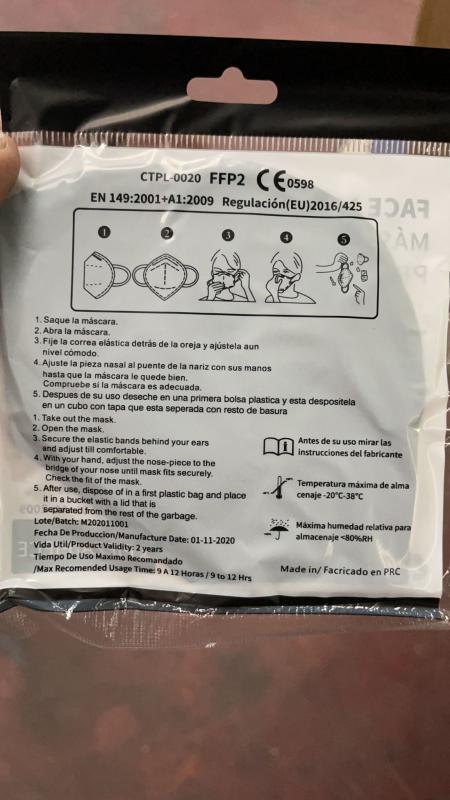 CTPL-0020 FFP2 CE 0598
EN 149:2001+A1:2009 Regulación(EU)2016/425
1 2 3 4 5
1. Saque la máscara.
2. Abra la máscara.
3. Fije la correa elástica detrás de la oreja y ajústela aun
nivel cómodo.
4. Ajuste la pieza nasal al puente de la nariz con sus manos
hasta que la máscara le quede bien.
Compruebe sí la máscara es adecuada.
5. Despues de su uso deseche en una primera bolsa plastica y esta despositela
en un cubo con tapa que esta seperada con resto de basura
1. Take out the mask.
2. Open the mask.
3. Secure the elastic bands behind your ears
and adjust till comfortable.
4. With your hand, adjust the nose-piece to the
bridge of your nose until mask fits securely.
Check the fit of the mask.
5. After use, dispose of in a first plastic bag and place
it in a bucket with a lid that is
separated from the rest of the garbage.
Lote/Batch: M202011001
Fecha De Produccion/Manufacture Date: 01-11-2020
Vida Util/Product Validity: 2 years
Tiempo De Uso Maximo Recomandado
/Max Recomended Usage Time: 9 A 12 Horas / 9 to 12 Hrs
Antes de su uso mirar las
instrucciones del fabricante
Temperatura máxima de alma
cenaje -20°C-38°C
Máxima humedad relativa para
almacenaje <80%RH
Made in/ Facricado en PRC
FACE
MÁS